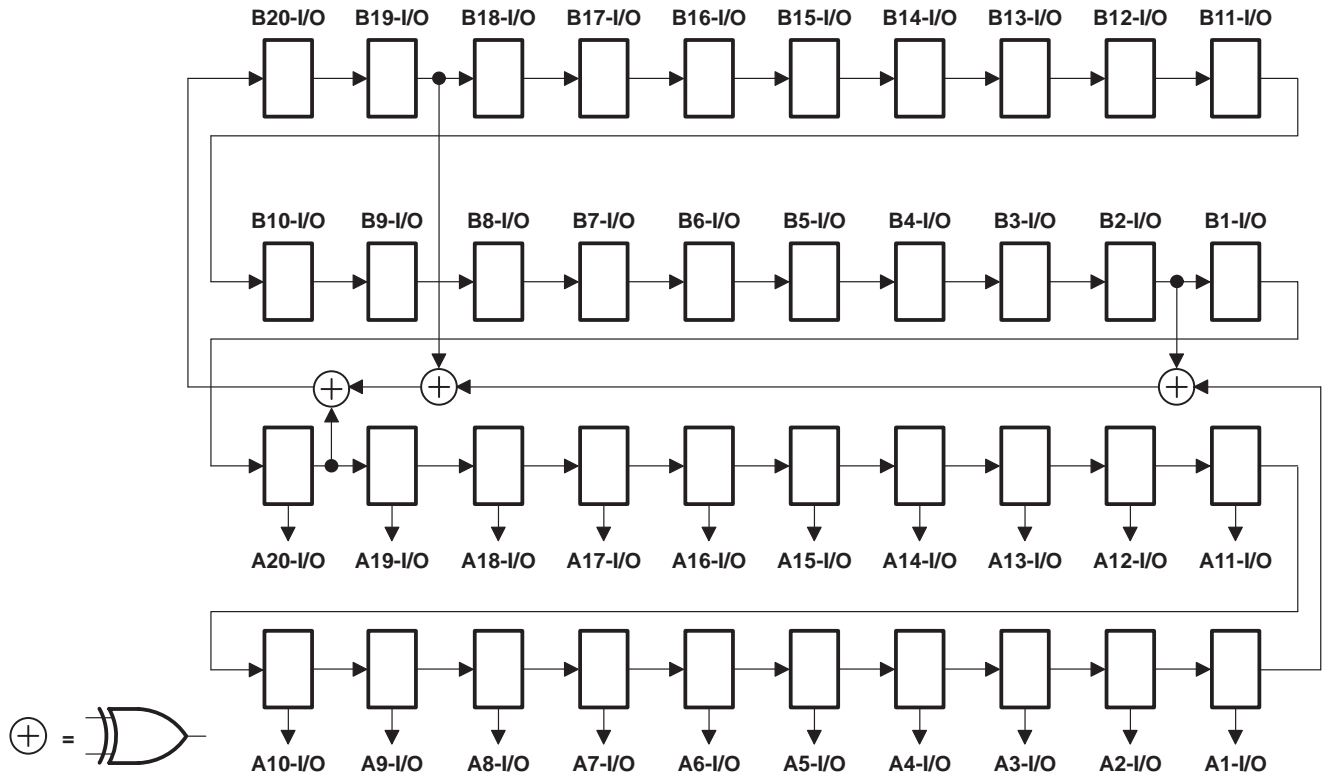 B20-I/O B19-I/O B18-I/O B17-I/O B16-I/O B15-I/O B14-I/O B13-I/O B12-I/O B11-I/O
B10-I/O B9-I/O B8-I/O B7-I/O B6-I/O B5-I/O B4-I/O B3-I/O B2-I/O B1-I/O
A20-I/O A19-I/O A18-I/O A17-I/O A16-I/O A15-I/O A14-I/O A13-I/O A12-I/O A11-I/O
=
A10-I/O A9-I/O A8-I/O A7-I/O A6-I/O A5-I/O A4-I/O A3-I/O A2-I/O A1-I/O